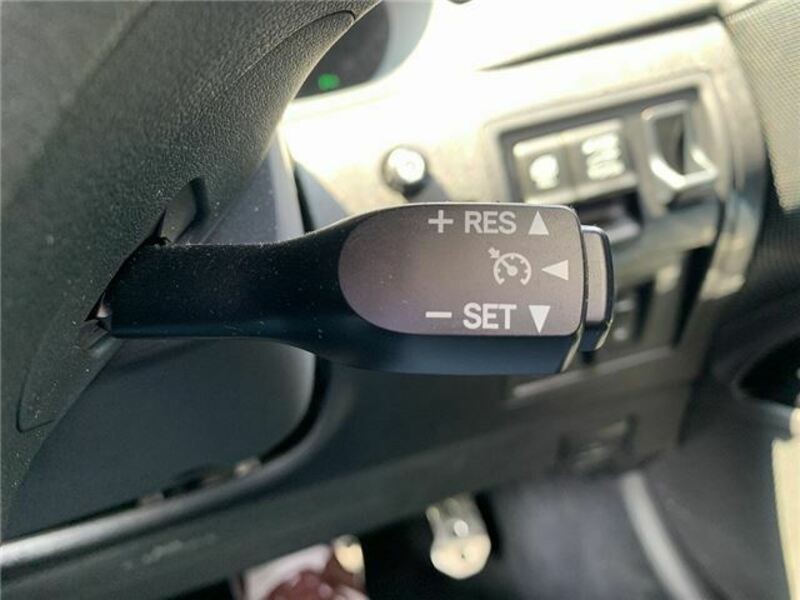 + RES ▲
◀
− SET ▼